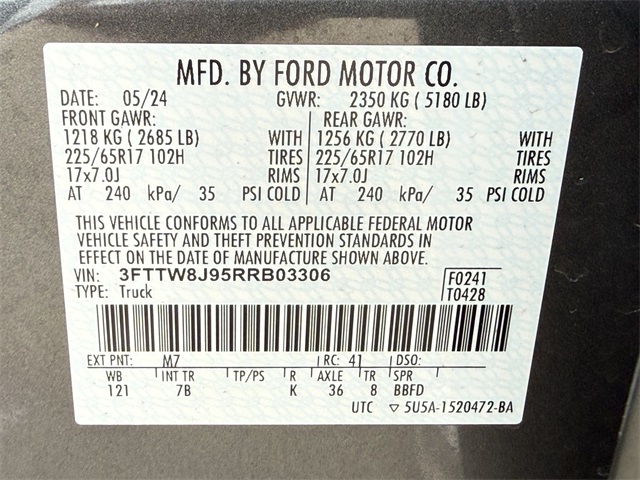 MFD. BY FORD MOTOR CO.
DATE: 05/24 GVWR: 2350 KG ( 5180 LB)
FRONT GAWR: REAR GAWR:
1218 KG ( 2685 LB) WITH 1256 KG ( 2770 LB) WITH
225/65R17 102H TIRES 225/65R17 102H TIRES
17x7.0J RIMS 17x7.0J RIMS
AT 240 kPa/ 35 PSI COLD AT 240 kPa/ 35 PSI COLD
THIS VEHICLE CONFORMS TO ALL APPLICABLE FEDERAL MOTOR
VEHICLE SAFETY AND THEFT PREVENTION STANDARDS IN
EFFECT ON THE DATE OF MANUFACTURE SHOWN ABOVE.
VIN: 3FTTW8J95RRB03306 F0241
TYPE: Truck T0428
EXT PNT: M7 RC: 41 DSO:
WB INT TR TP/PS R AXLE TR SPR
121 7B K 36 8 BBFD
UTC ▽ 5U5A-1520472-BA